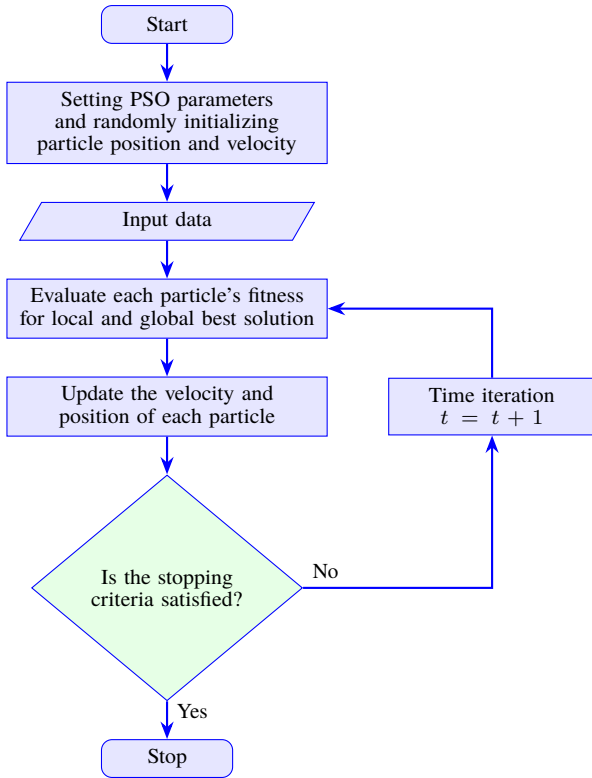 Start
Setting PSO parameters
and randomly initializing
particle position and velocity
Input data
Evaluate each particle's fitness
for local and global best solution
Update the velocity and
position of each particle
Time iteration
t = t + 1
Is the stopping
criteria satisfied?
No
Yes
Stop